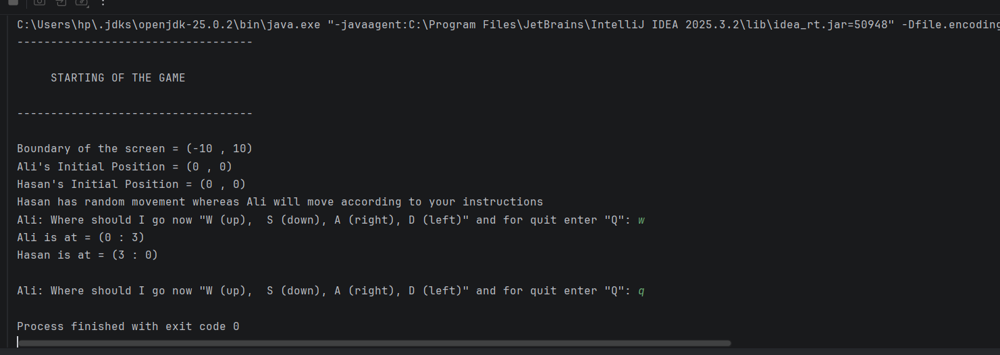 C:\Users\hp\.jdks\openjdk-25.0.2\bin\java.exe "-javaagent:C:\Program Files\JetBrains\IntelliJ IDEA 2025.3.2\lib\idea_rt.jar=50948" -Dfile.encoding
-----------------------------------
STARTING OF THE GAME
-----------------------------------
Boundary of the screen = (-10 , 10)
Ali's Initial Position = (0 , 0)
Hasan's Initial Position = (0 , 0)
Hasan has random movement whereas Ali will move according to your instructions
Ali: Where should I go now "W (up),  S (down), A (right), D (left)" and for quit enter "Q": w
Ali is at = (0 : 3)
Hasan is at = (3 : 0)
Ali: Where should I go now "W (up),  S (down), A (right), D (left)" and for quit enter "Q": q
Process finished with exit code 0